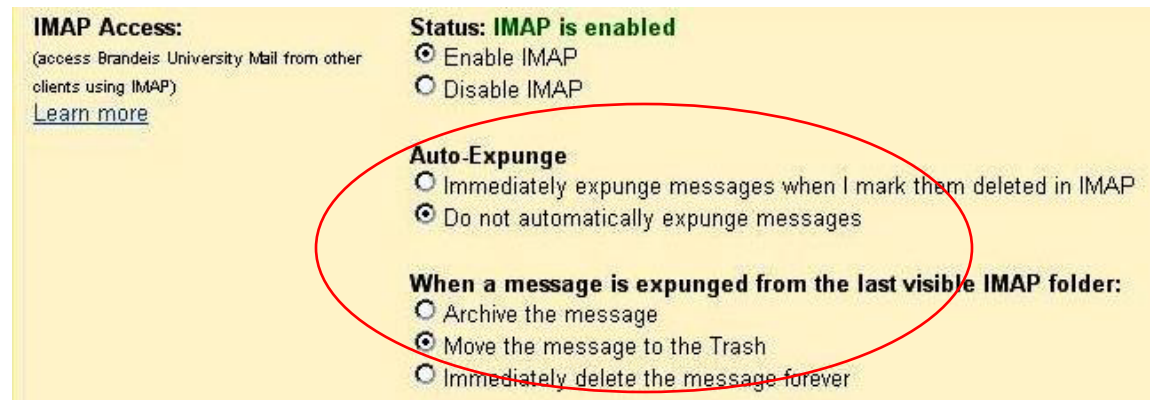 IMAP Access:
(access Brandeis University Mail from other
clients using IMAP)
Learn more
Status: IMAP is enabled
Enable IMAP
Disable IMAP
Auto-Expunge
Immediately expunge messages when I mark them deleted in IMAP
Do not automatically expunge messages
When a message is expunged from the last visible IMAP folder:
Archive the message
Move the message to the Trash
Immediately delete the message forever